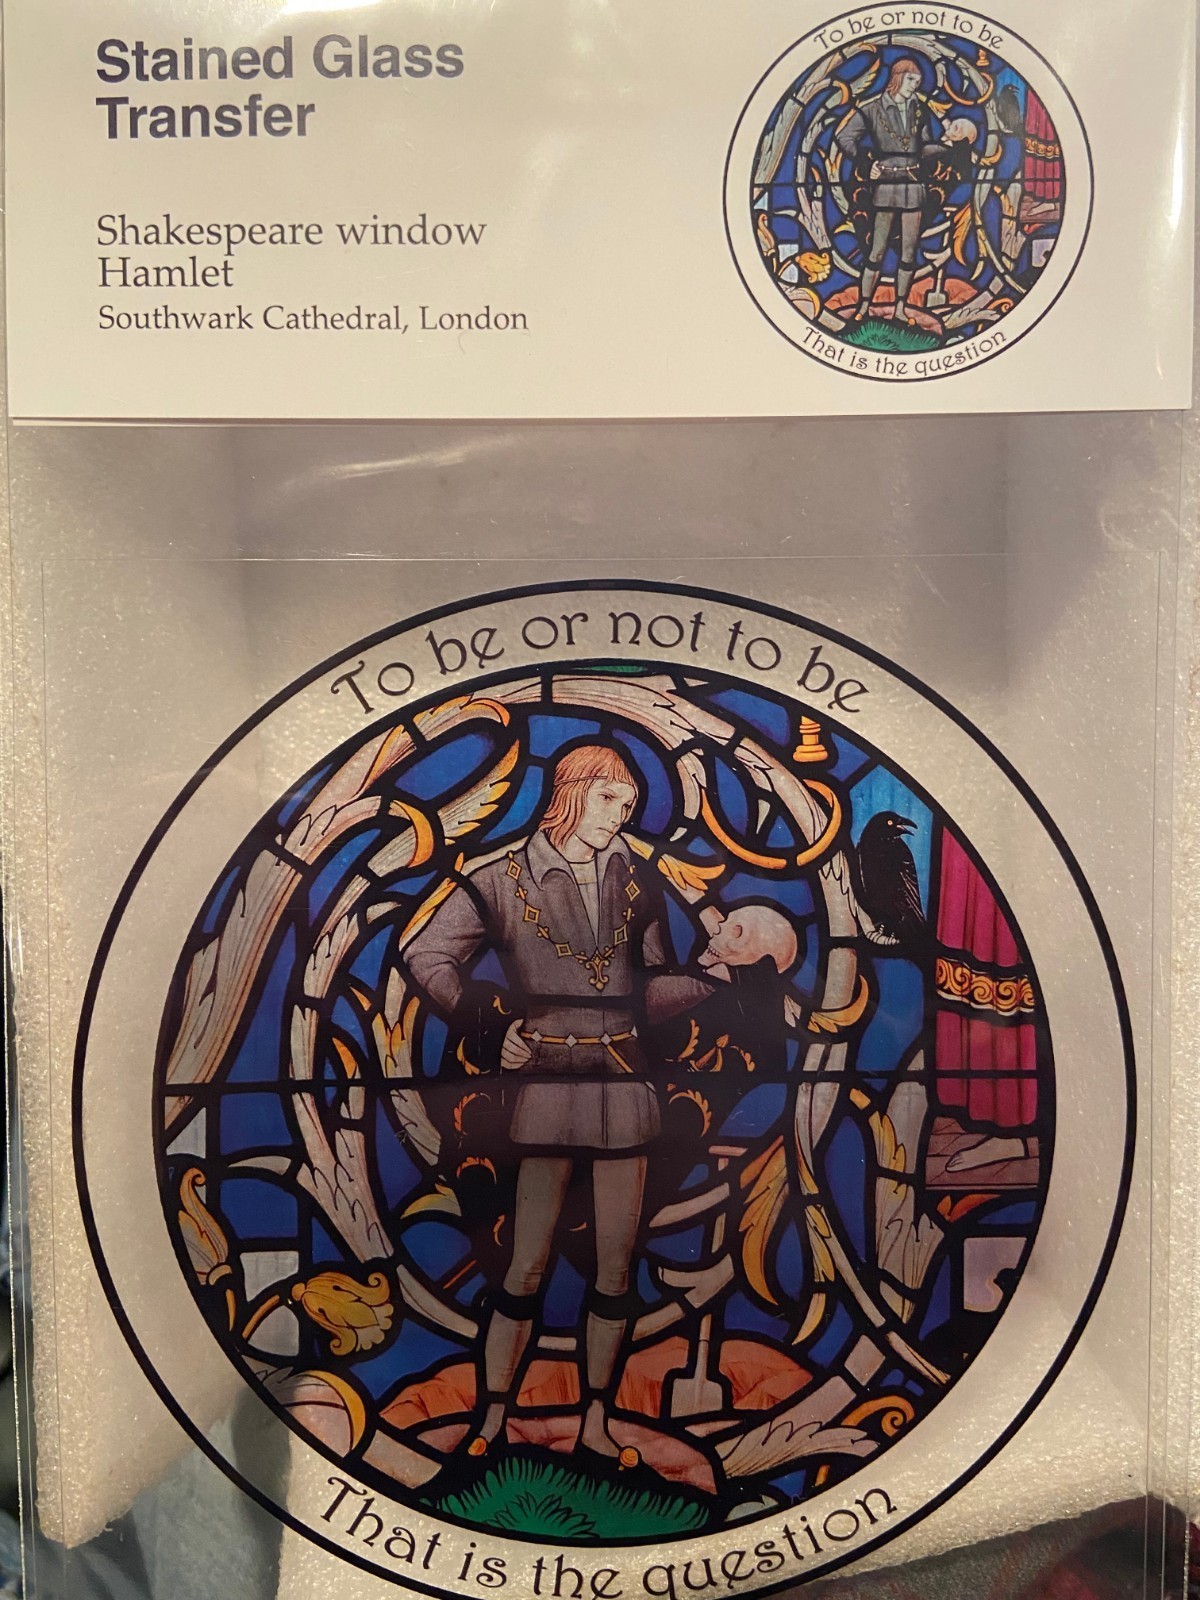 Stained Glass
Transfer
Shakespeare window
Hamlet
Southwark Cathedral, London
To be or not to be
That is the question
To be or not to be
That is the question